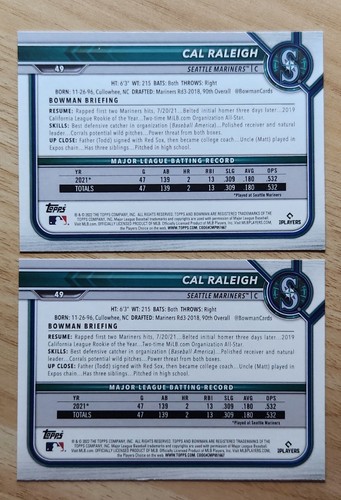 CAL RALEIGH
49
SEATTLE MARINERS™ | C
HT: 6'3" WT: 215 BATS: Both THROWS: Right
BORN: 11-26-96, Cullowhee, NC DRAFTED: Mariners Rd3-2018, 90th Overall @BowmanCards
BOWMAN BRIEFING
RESUME: Rapped first two Mariners hits, 7/20/21...Belted initial homer three days later...2019
California League Rookie of the Year...Two-time MiLB.com Organization All-Star.
SKILLS: Best defensive catcher in organization (Baseball America)...Polished receiver and natural
leader...Corrals potential wild pitches...Power threat from both boxes.
UP CLOSE: Father (Todd) signed with Red Sox, then became college coach...Uncle (Matt) played in
Expos chain...Has three siblings...Pitched in high school.
MAJOR-LEAGUE BATTING RECORD
YR G AB HR RBI SLG AVG OPS
2021* 47 139 2 13 .309 .180 .532
TOTALS 47 139 2 13 .309 .180 .532
*Played at Seattle Mariners
Topps
MLB
PLAYERS
CAL RALEIGH
49
SEATTLE MARINERS™ | C
HT: 6'3" WT: 215 BATS: Both THROWS: Right
BORN: 11-26-96, Cullowhee, NC DRAFTED: Mariners Rd3-2018, 90th Overall @BowmanCards
BOWMAN BRIEFING
RESUME: Rapped first two Mariners hits, 7/20/21...Belted initial homer three days later...2019
California League Rookie of the Year...Two-time MiLB.com Organization All-Star.
SKILLS: Best defensive catcher in organization (Baseball America)...Polished receiver and natural
leader...Corrals potential wild pitches...Power threat from both boxes.
UP CLOSE: Father (Todd) signed with Red Sox, then became college coach...Uncle (Matt) played in
Expos chain...Has three siblings...Pitched in high school.
MAJOR-LEAGUE BATTING RECORD
YR G AB HR RBI SLG AVG OPS
2021* 47 139 2 13 .309 .180 .532
TOTALS 47 139 2 13 .309 .180 .532
*Played at Seattle Mariners
Topps
MLB
PLAYERS